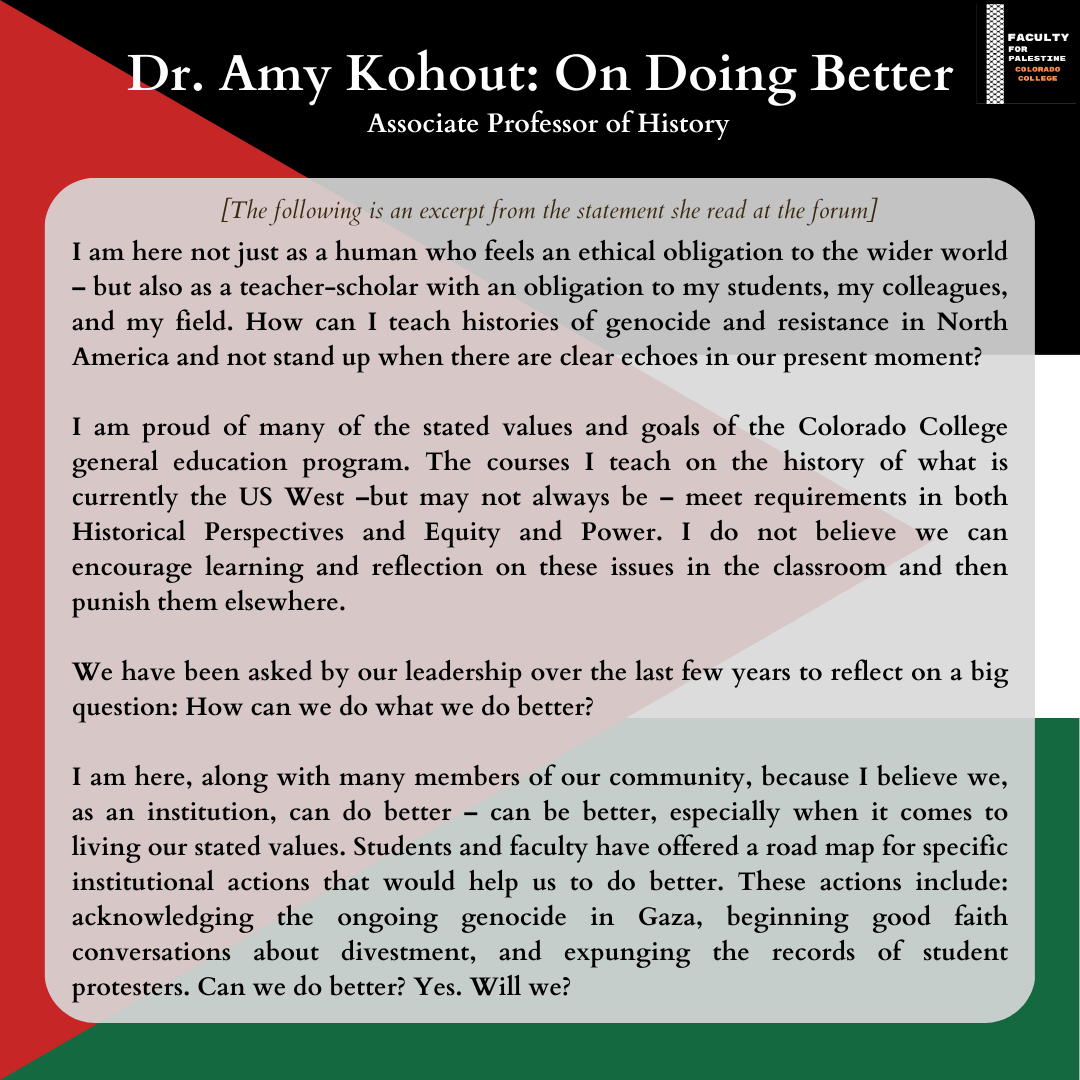 Dr. Amy Kohout: On Doing Better
Associate Professor of History
FACULTY
FOR
PALESTINE
COLORADO
COLLEGE
[The following is an excerpt from the statement she read at the forum]
I am here not just as a human who feels an ethical obligation to the wider world
– but also as a teacher-scholar with an obligation to my students, my colleagues,
and my field. How can I teach histories of genocide and resistance in North
America and not stand up when there are clear echoes in our present moment?
I am proud of many of the stated values and goals of the Colorado College
general education program. The courses I teach on the history of what is
currently the US West –but may not always be – meet requirements in both
Historical Perspectives and Equity and Power. I do not believe we can
encourage learning and reflection on these issues in the classroom and then
punish them elsewhere.
We have been asked by our leadership over the last few years to reflect on a big
question: How can we do what we do better?
I am here, along with many members of our community, because I believe we,
as an institution, can do better – can be better, especially when it comes to
living our stated values. Students and faculty have offered a road map for specific
institutional actions that would help us to do better. These actions include:
acknowledging the ongoing genocide in Gaza, beginning good faith
conversations about divestment, and expunging the records of student
protesters. Can we do better? Yes. Will we?